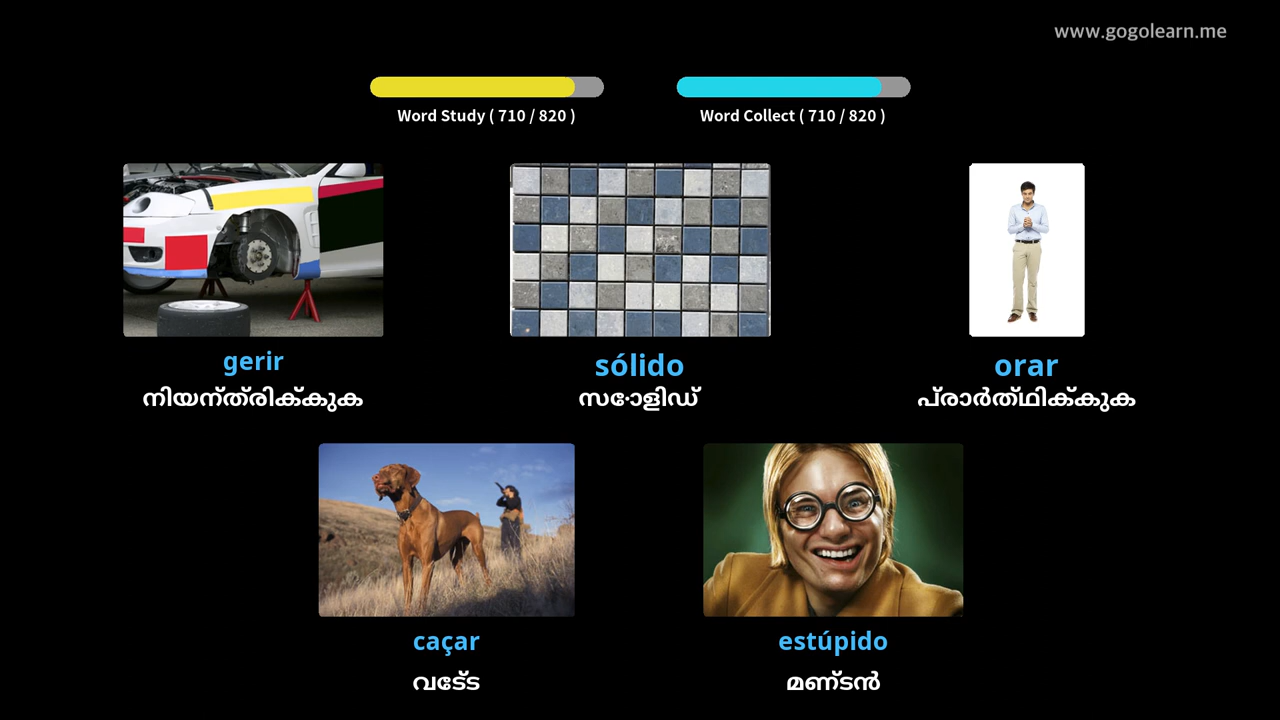 www.gogolearn.me
Word Study ( 710 / 820 )
Word Collect ( 710 / 820 )
gerir
നിയന്ത്രിക്കുക
sólido
സോളിഡ്
orar
പ്രാർത്ഥിക്കുക
caçar
വേട്ട
estúpido
മണ്ടൻ